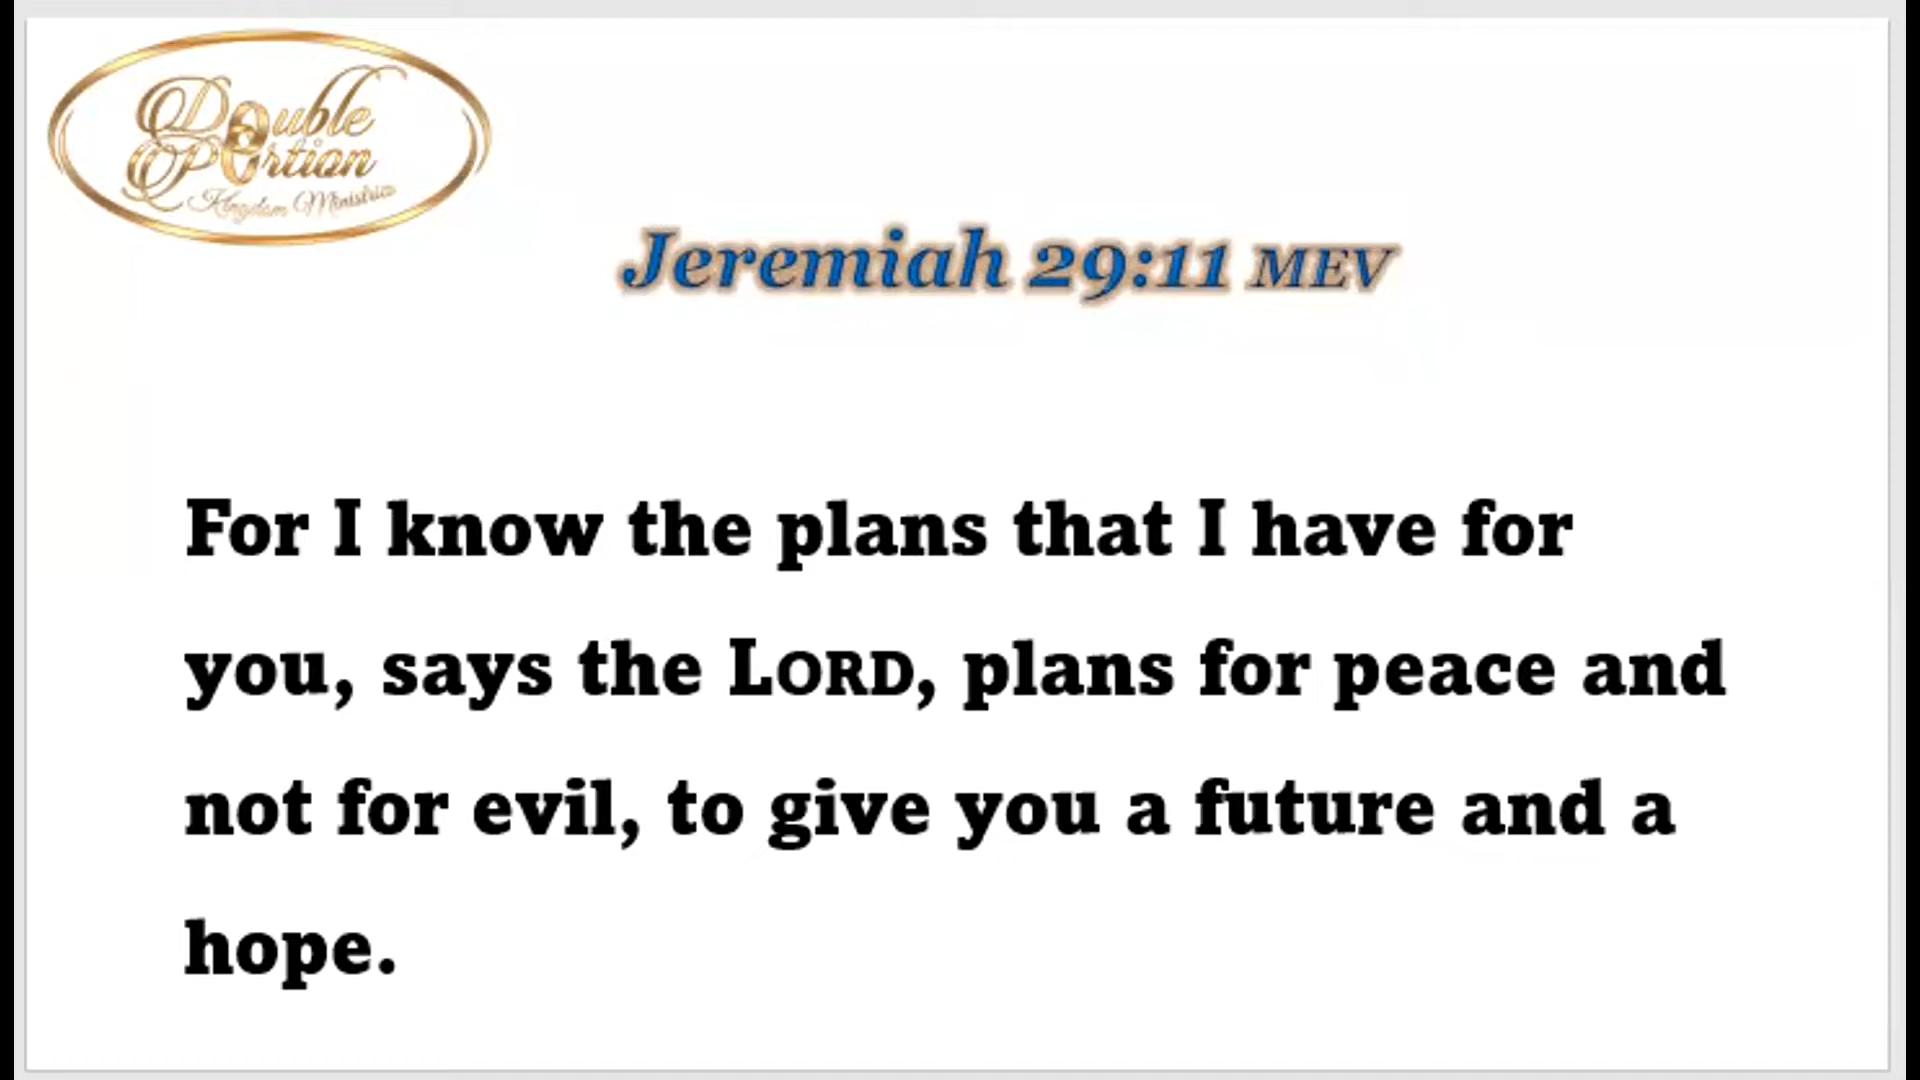 Double
Portion
Kingdom Ministries
Jeremiah 29:11 MEV
For I know the plans that I have for
you, says the LORD, plans for peace and
not for evil, to give you a future and a
hope.